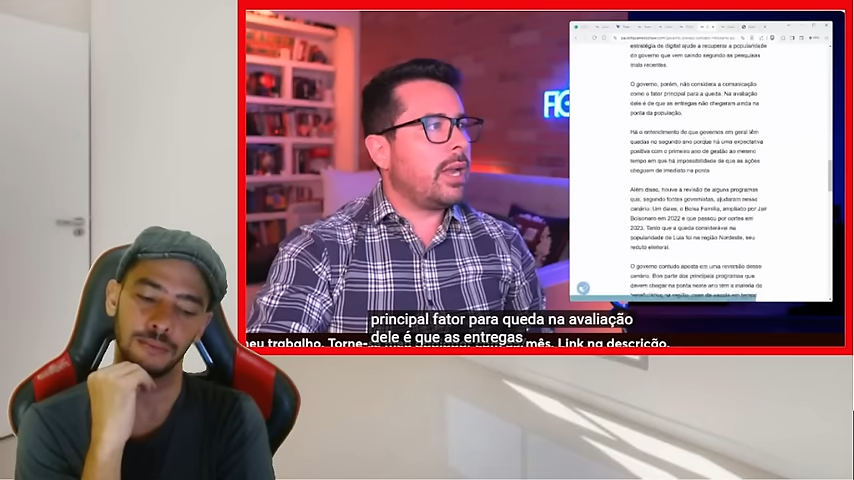 FIG
estratégia de digital ajude a recuperar a popularidade
do governo que vem caindo segundo as pesquisas
mais recentes.
O governo, porém, não considera a comunicação
como o fator principal para a queda. Na avaliação
dele é de que as entregas não chegaram ainda na
ponta da população.
Há o entendimento de que governos em geral têm
quedas no segundo ano porque há uma expectativa
positiva com o primeiro ano de gestão ao mesmo
tempo em que há impossibilidade de que as ações
cheguem de imediato na ponta
Além disso, houve a revisão de alguns programas
que, segundo fontes governistas, ajudaram nesse
cenário. Um deles, o Bolsa Família, ampliado por Jair
Bolsonaro em 2022 e que passou por cortes em
2023. Tanto que a queda considerável na
popularidade de Lula foi na região Nordeste, seu
reduto eleitoral.
O governo contudo aposta em uma reversão desse
cenário. Boa parte dos principais programas que
devem chegar na ponta neste ano têm a maioria de
principal fator para queda na avaliação
dele é que as entregas
meu trabalho. Torne- mês. Link na descrição.